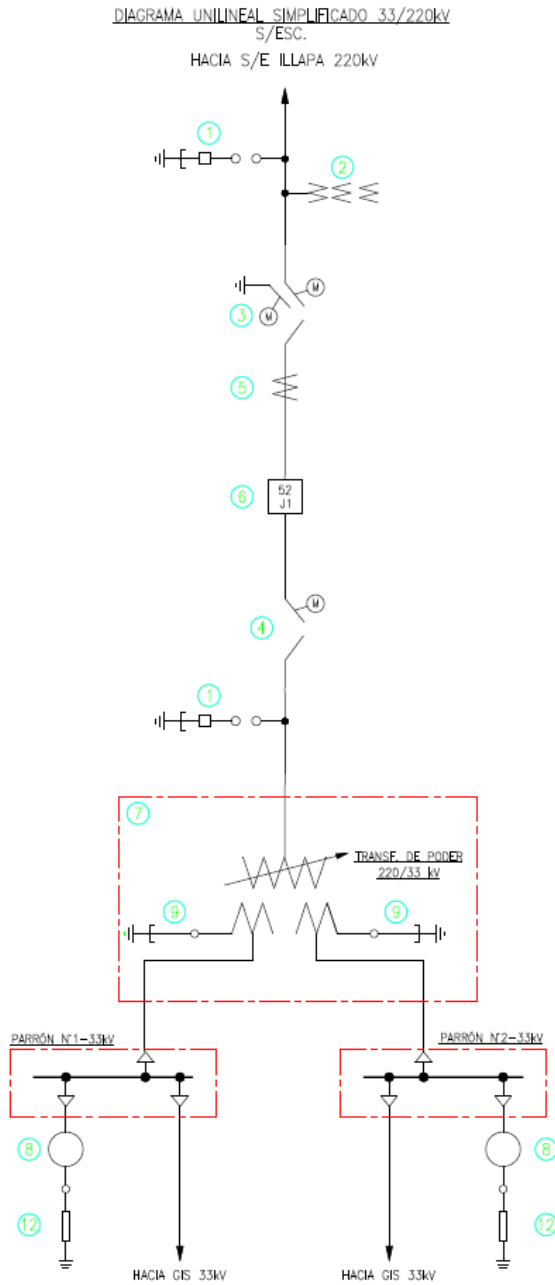 DIAGRAMA UNILINEAL SIMPLIFICADO 33/220kV
S/ESC.
HACIA S/E ILLAPA 220kV
1
2
M
3
M
5
6
52
J1
M
4
1
7
TRANSF. DE PODER
220/33 kV
9
9
PARRÓN N°1-33kV
PARRÓN N°2-33kV
8
8
12
12
HACIA GIS 33kV
HACIA GIS 33kV